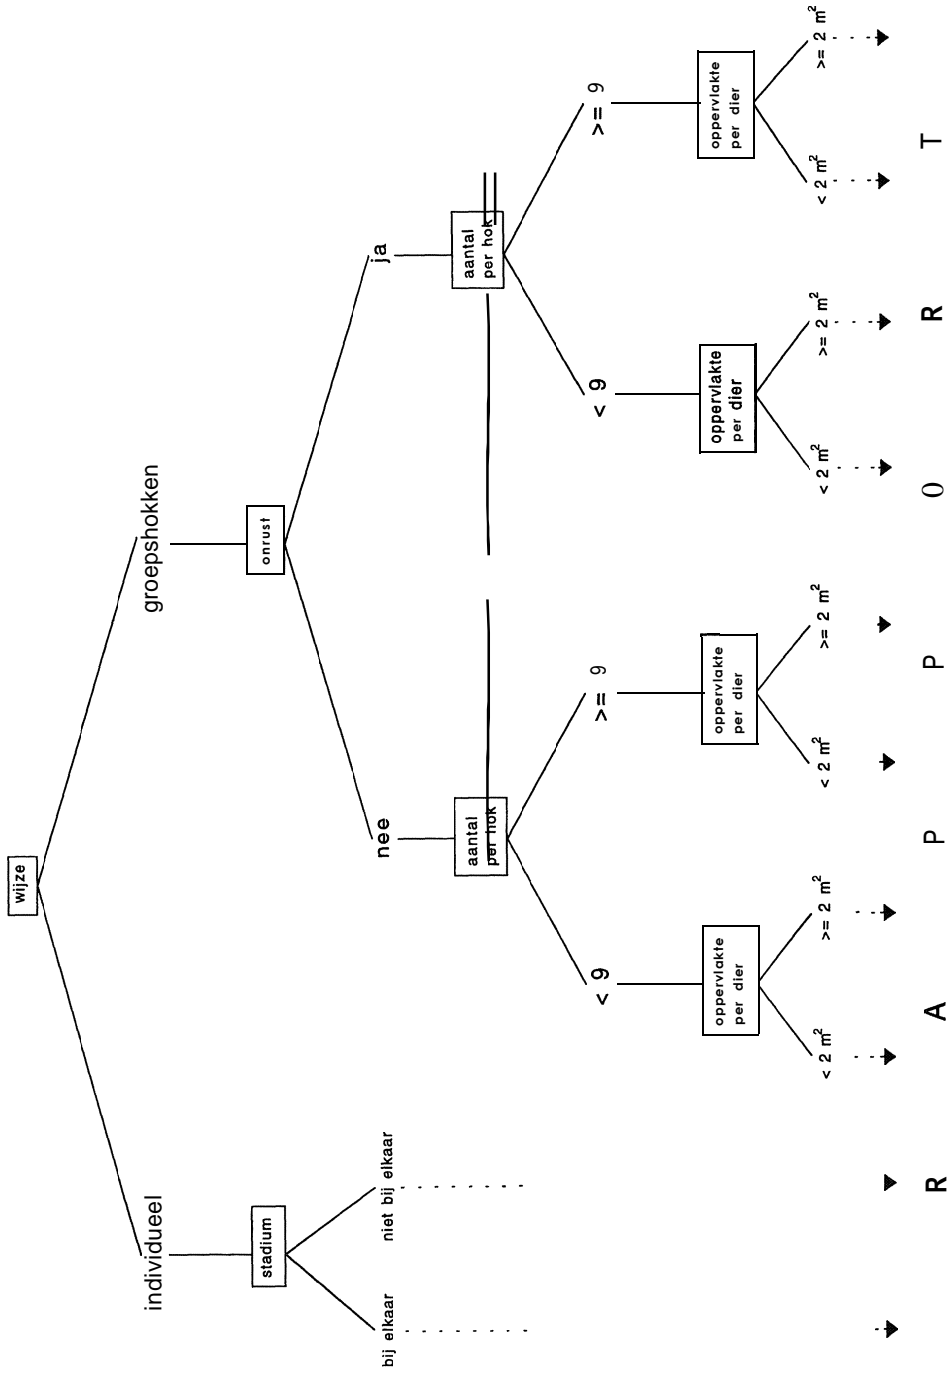 wijze
individueel
groepshokken
stadium
onrust
bij elkaar
niet bij elkaar
nee
ja
aantal
per hok
aantal
per hok
< 9
>= 9
< 9
>= 9
oppervlakte
per dier
oppervlakte
per dier
oppervlakte
per dier
oppervlakte
per dier
< 2 m²
>= 2 m²
< 2 m²
>= 2 m²
< 2 m²
>= 2 m²
< 2 m²
>= 2 m²
R A P P O R T